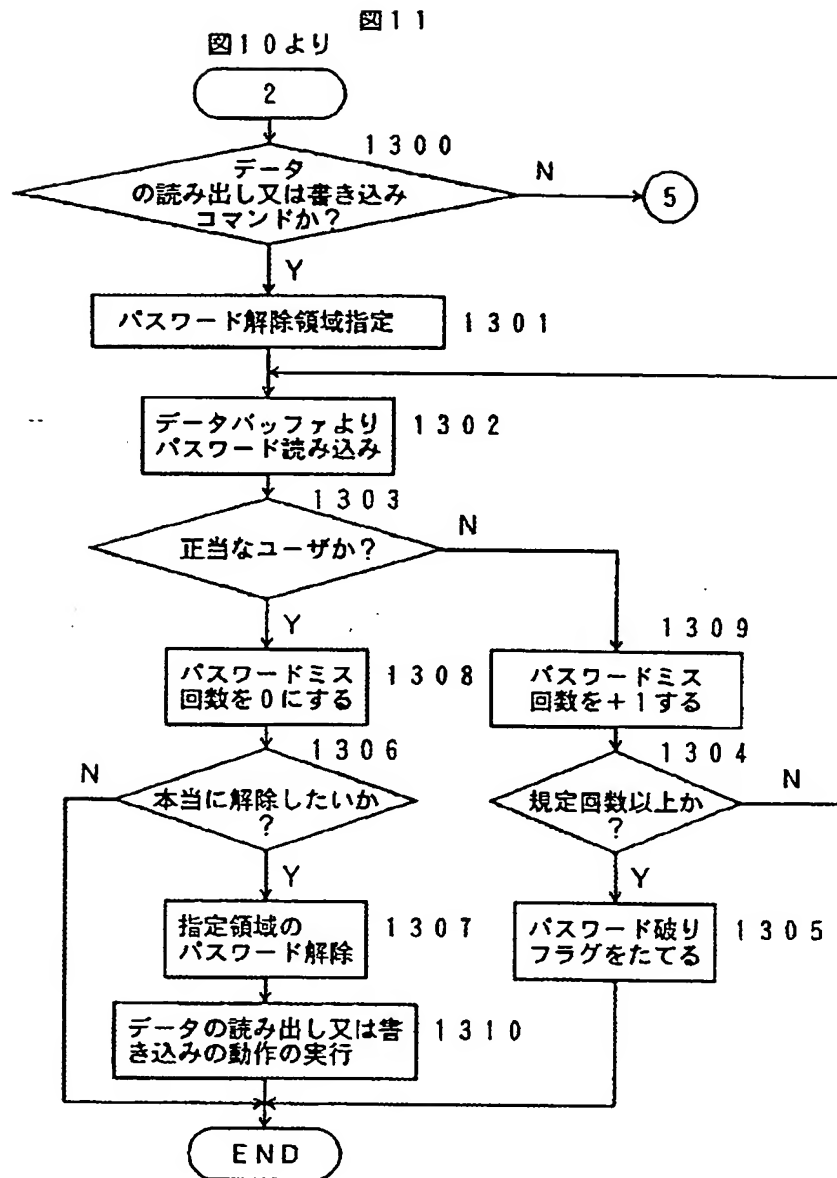 図11
図10より
2
1300
データ
の読み出し又は書き込み
コマンドか?
N
5
Y
パスワード解除領域指定
1301
データバッファより
パスワード読み込み
1302
1303
正当なユーザか?
N
Y
1309
パスワードミス
回数を0にする
1308
パスワードミス
回数を+1する
1306
1304
N
本当に解除したいか
?
規定回数以上か
?
N
Y
Y
指定領域の
パスワード解除
1307
パスワード破り
フラグをたてる
1305
データの読み出し又は書
き込みの動作の実行
1310
END